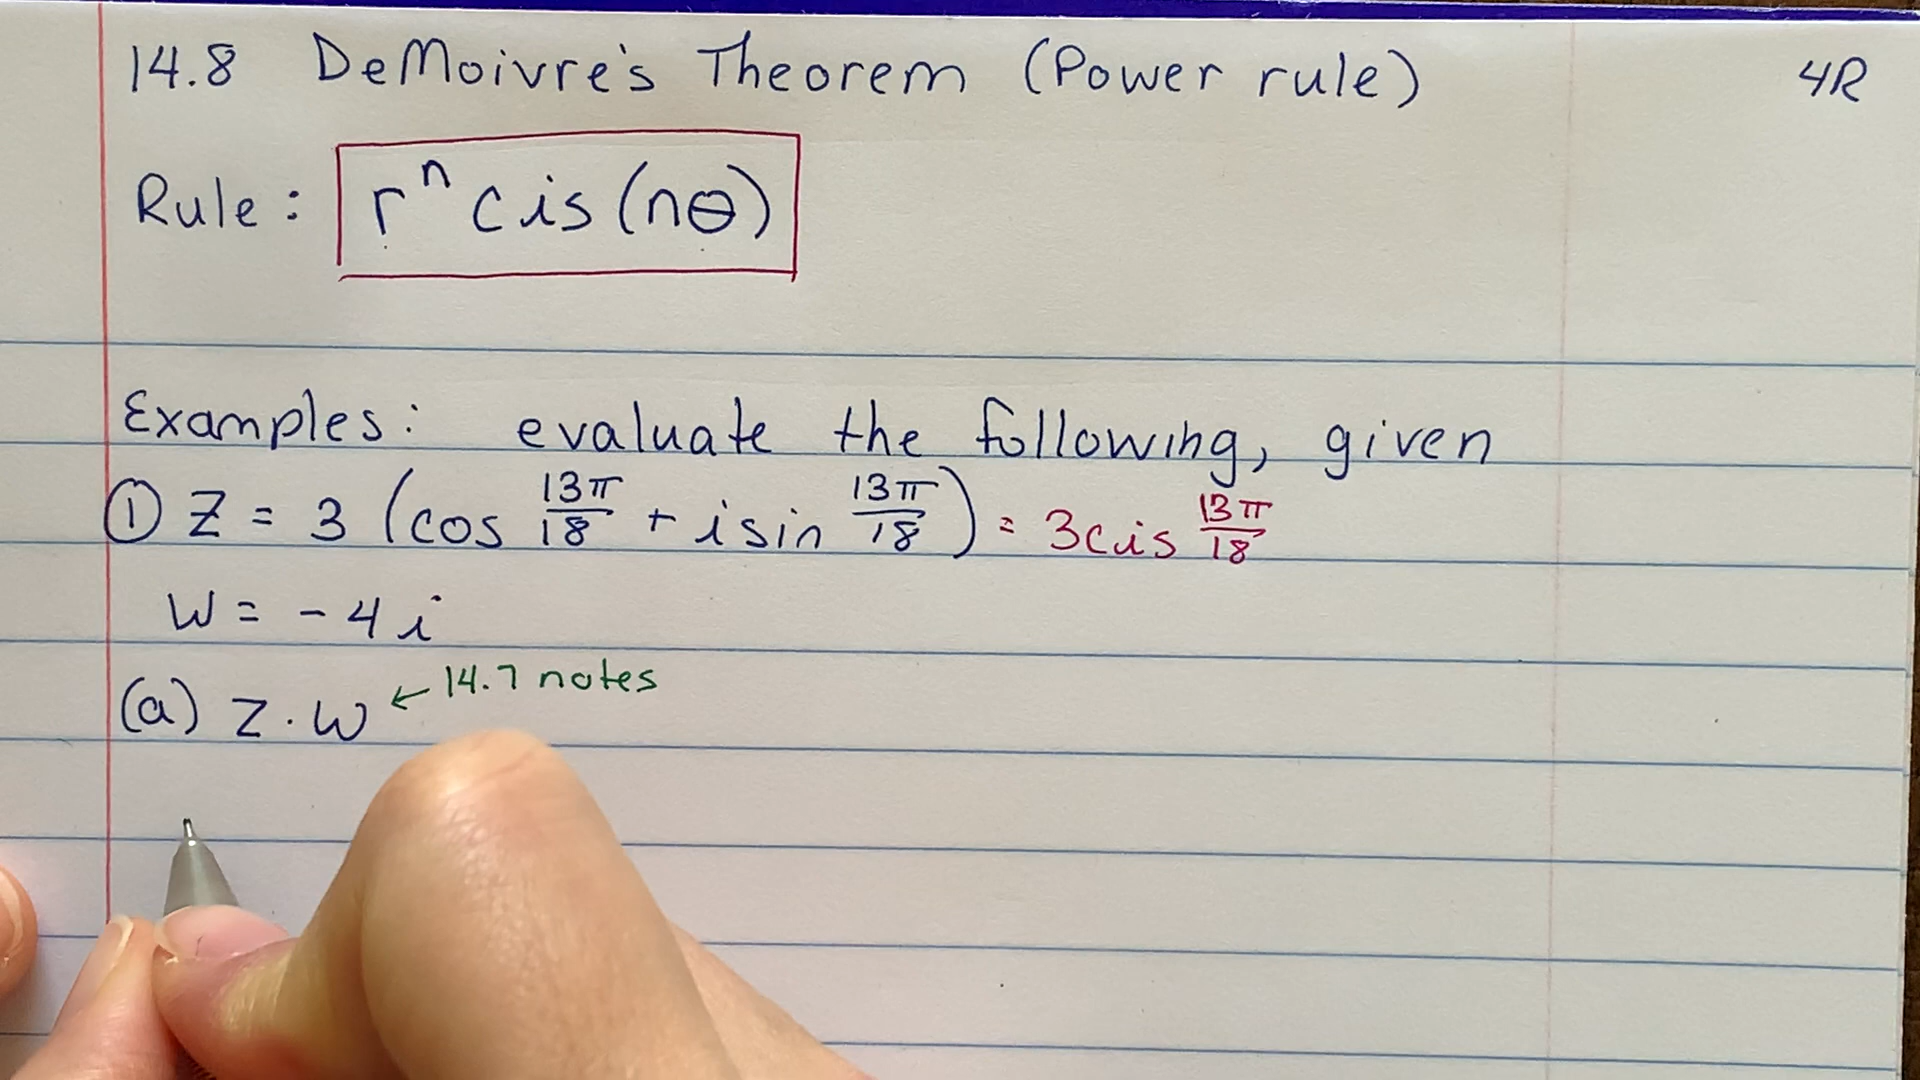 14.8 DeMoivre's Theorem (Power rule) 4R
Rule: rⁿ cis(nθ)
Examples: evaluate the following, given
① Z = 3 (cos 13π/18 + i sin 13π/18) = 3cis 13π/18
W = -4i
(a) Z · W ← 14.7 notes